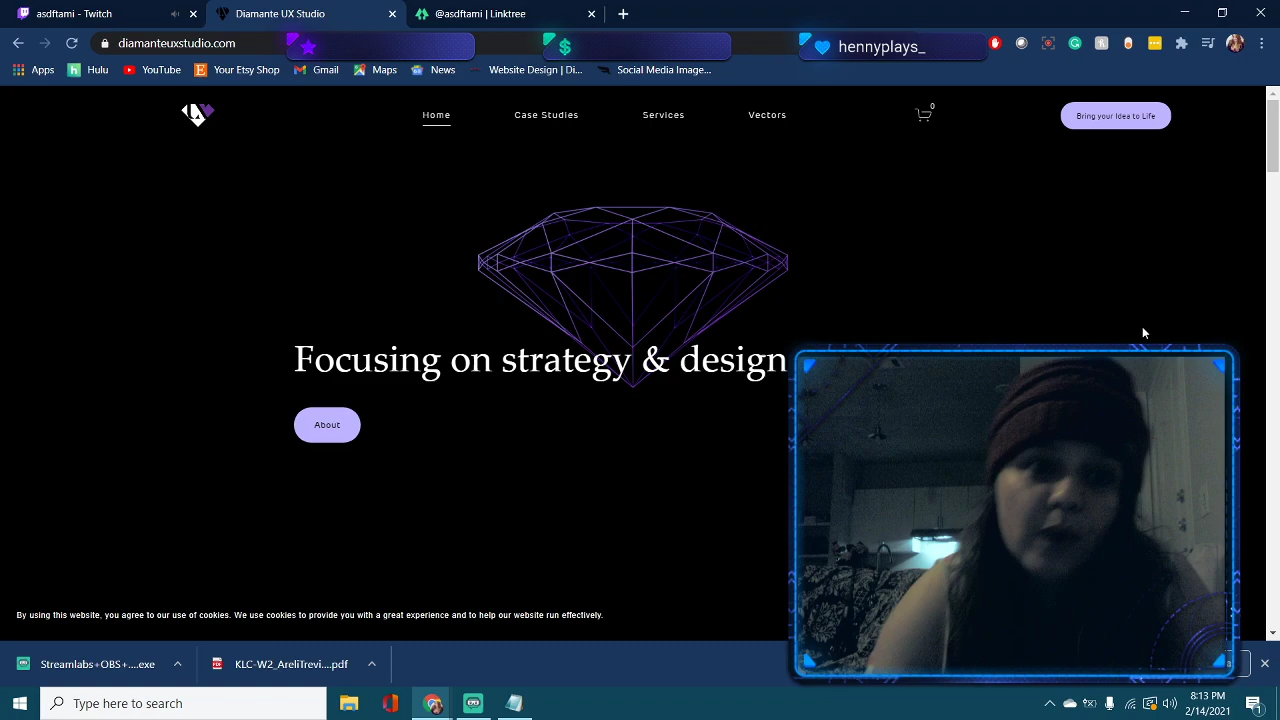 asdftami - Twitch
Diamante UX Studio
@asdftami | Linktree
diamanteuxstudio.com
hennyplays_
Apps
Hulu
YouTube
Your Etsy Shop
Gmail
Maps
News
Website Design | Di...
Social Media Image...
UX
Home
Case Studies
Services
Vectors
0
Bring your Idea to Life
Focusing on strategy & design
About
By using this website, you agree to our use of cookies. We use cookies to provide you with a great experience and to help our website run effectively.
Streamlabs+OBS+....exe
KLC-W2_AreliTrevi....pdf
Type here to search
8:13 PM
2/14/2021
1